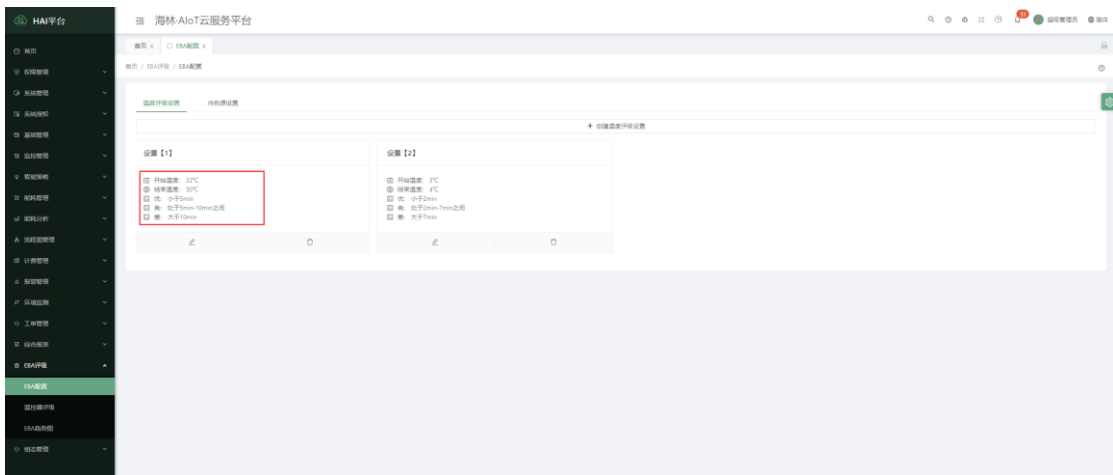 HAI平台
海林·AIoT云服务平台
超级管理员
简体
首页
权限管理
系统管理
系统授权
基础管理
监控管理
智能策略
能耗管理
能耗分析
流程图管理
计费管理
报警管理
环境监测
工单管理
综合报表
EBA评级
EBA配置
温控器评级
EBA趋势图
组态管理
首页 × EBA配置 ×
首页 / EBA评级 / EBA配置
温度评级设置 冷热源设置
+ 创建温度评级设置
设置【1】
开始温度: 32℃
结束温度: 30℃
优: 小于5min
良: 处于5min-10min之间
差: 大于10min
设置【2】
开始温度: 3℃
结束温度: 4℃
优: 小于2min
良: 处于2min-7min之间
差: 大于7min